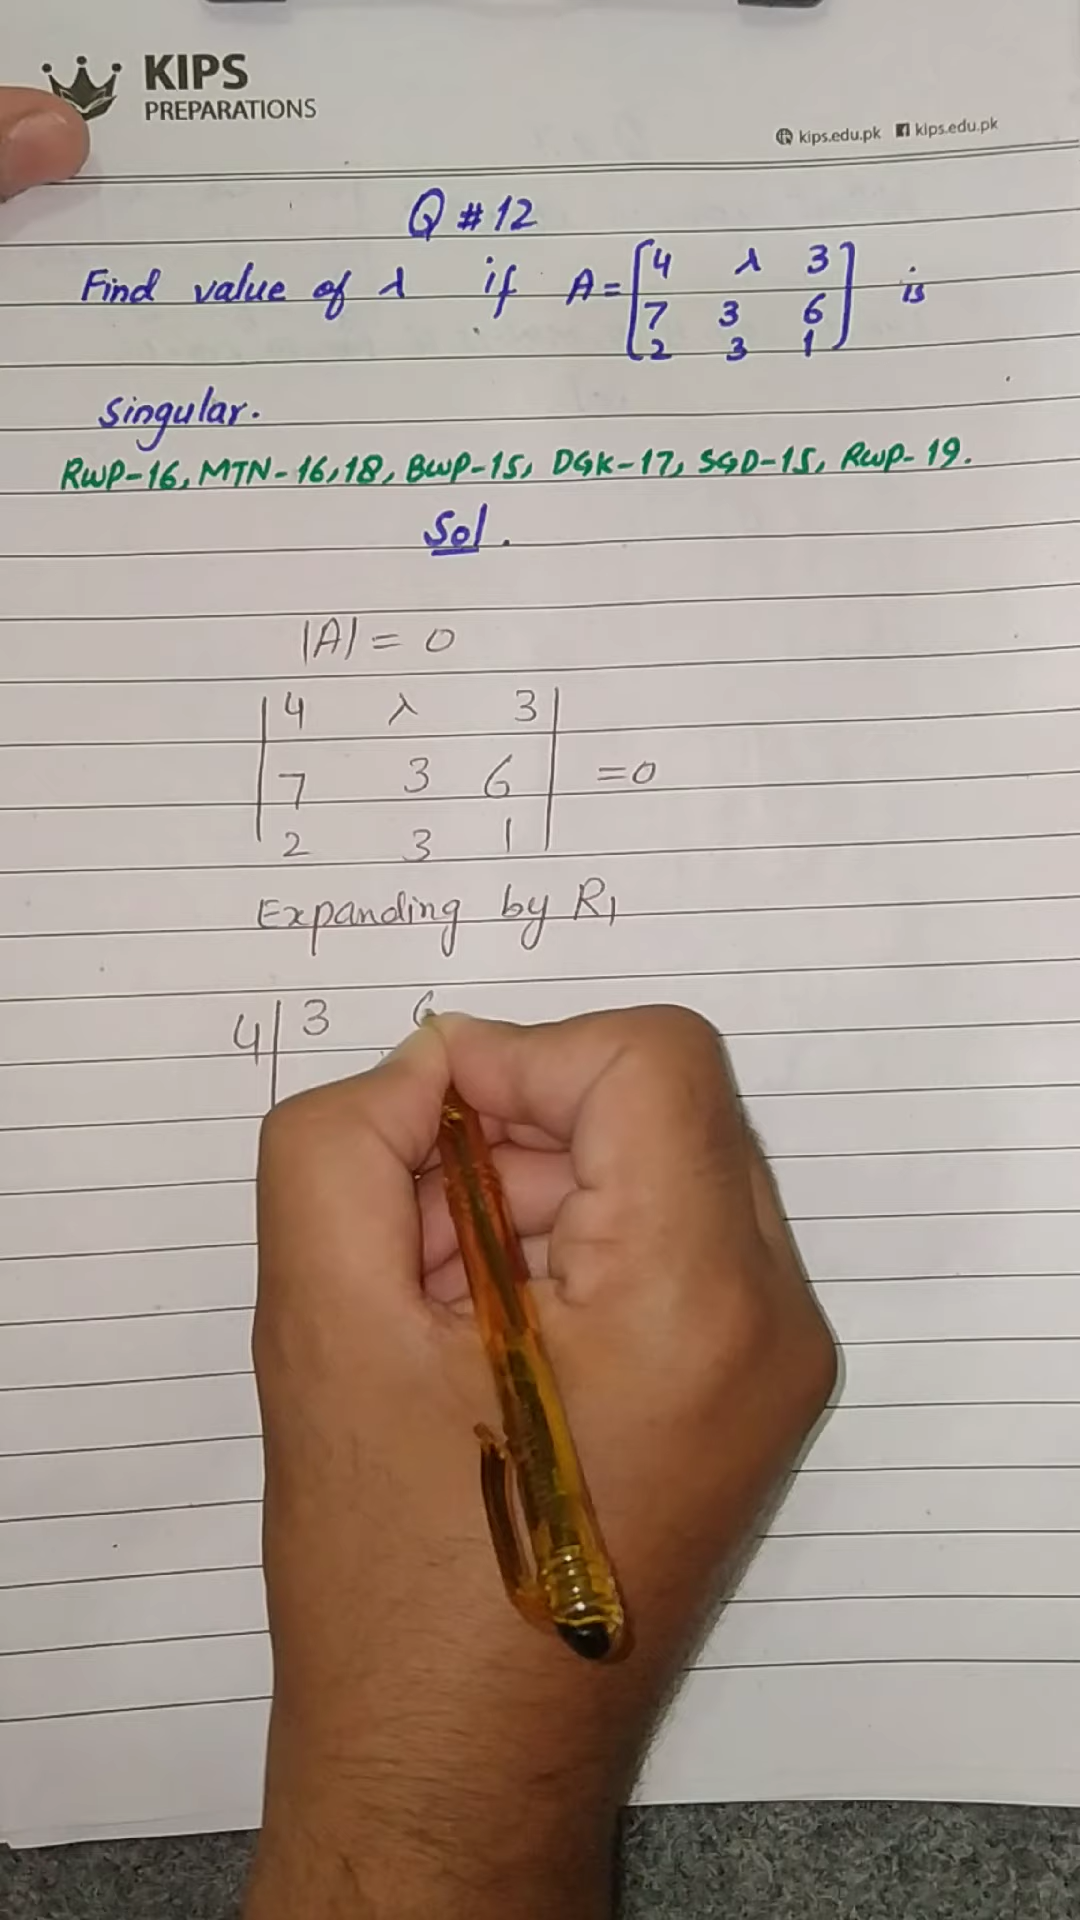 KIPS
PREPARATIONS
kips.edu.pk kips.edu.pk
Q # 12
Find value of λ if A = [4 λ 3
7 3 6
2 3 1] is
singular.
RWP-16, MTN-16,18, BWP-15, DGK-17, SGD-15, RWP-19.
Sol.
|A| = 0
|4 λ 3|
|7 3 6| = 0
|2 3 1|
Expanding by R1
4|3 6